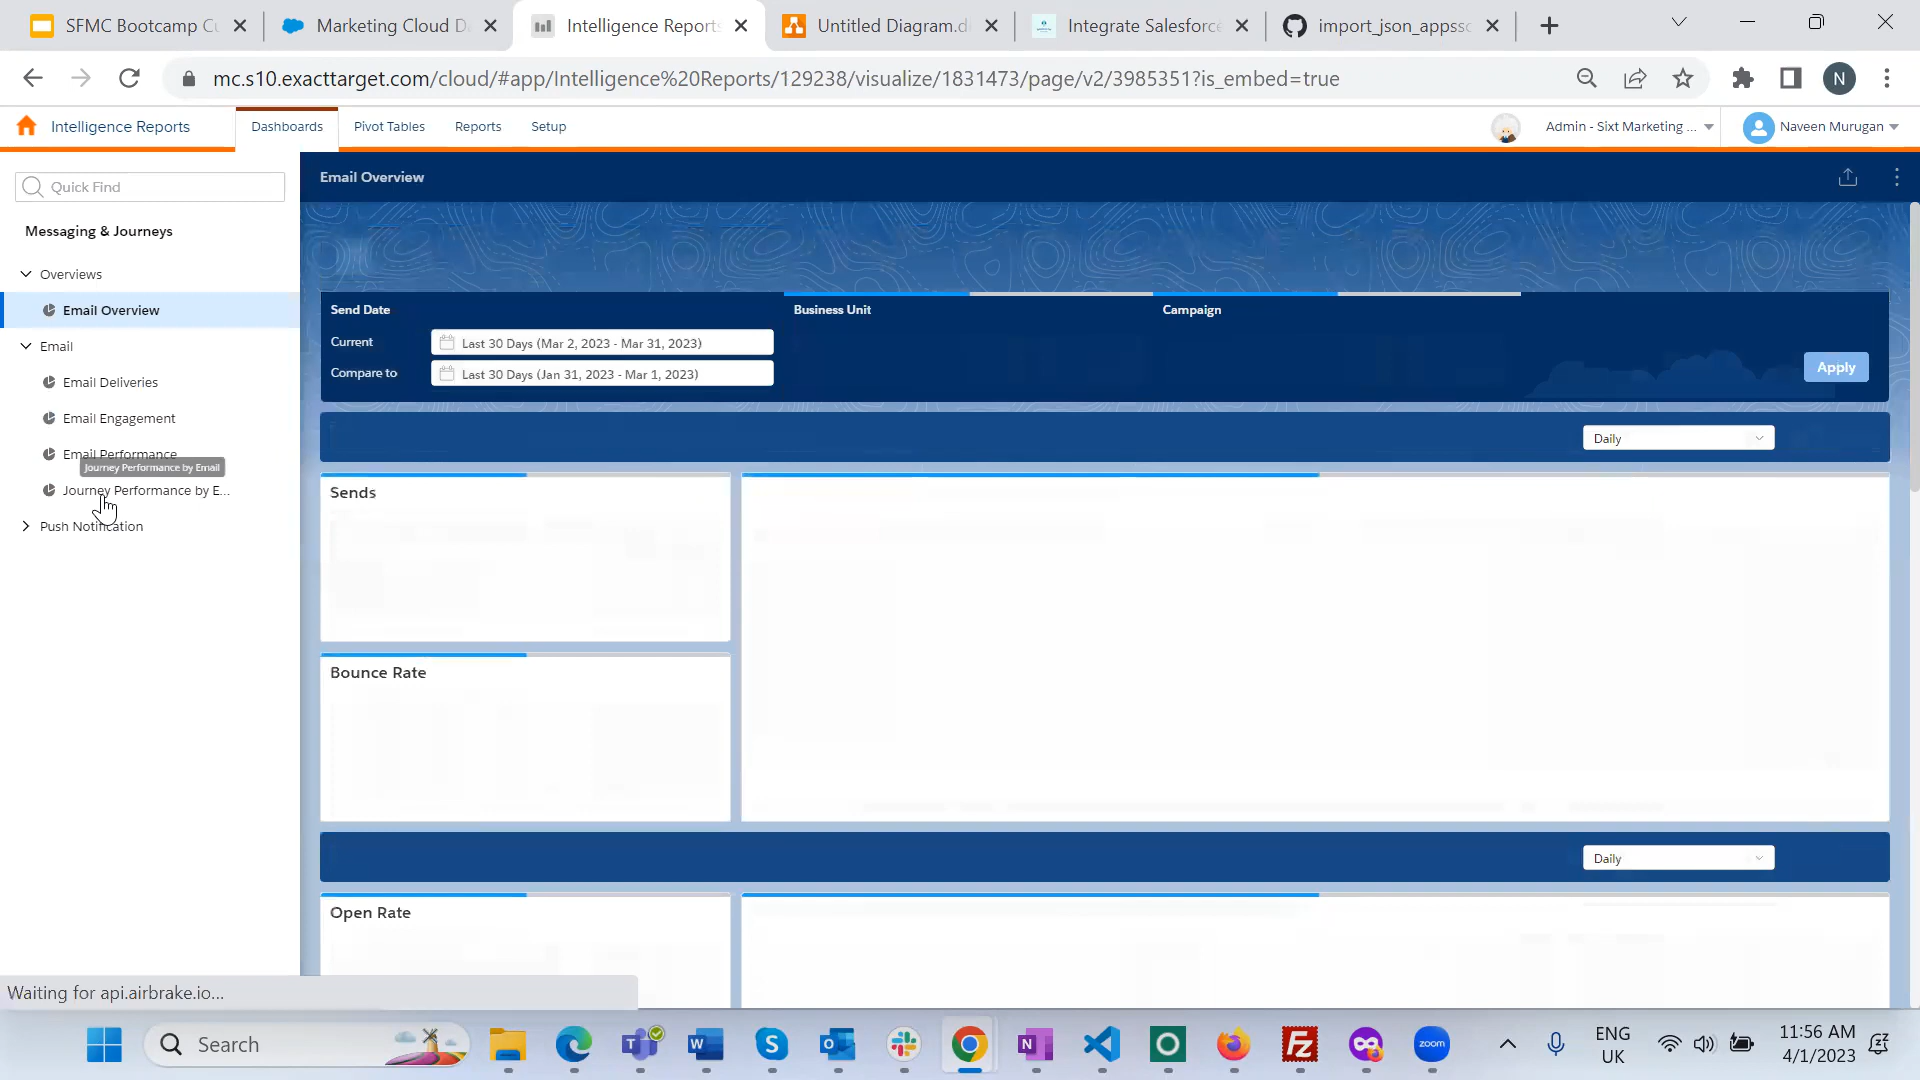 SFMC Bootcamp Cu
Marketing Cloud D
Intelligence Reports
Untitled Diagram.d
Integrate Salesforce
import_json_appssc
mc.s10.exacttarget.com/cloud/#app/Intelligence%20Reports/129238/visualize/1831473/page/v2/3985351?is_embed=true
N
Intelligence Reports
Dashboards
Pivot Tables
Reports
Setup
Admin - Sixt Marketing ...
Naveen Murugan
Quick Find
Messaging & Journeys
Overviews
Email Overview
Email
Email Deliveries
Email Engagement
Email Performance
Journey Performance by Email
Journey Performance by E...
Push Notification
Email Overview
Send Date
Business Unit
Campaign
Current
Last 30 Days (Mar 2, 2023 - Mar 31, 2023)
Compare to
Last 30 Days (Jan 31, 2023 - Mar 1, 2023)
Apply
Daily
Sends
Bounce Rate
Daily
Open Rate
Waiting for api.airbrake.io...
Search
zoom
ENG
UK
11:56 AM
4/1/2023